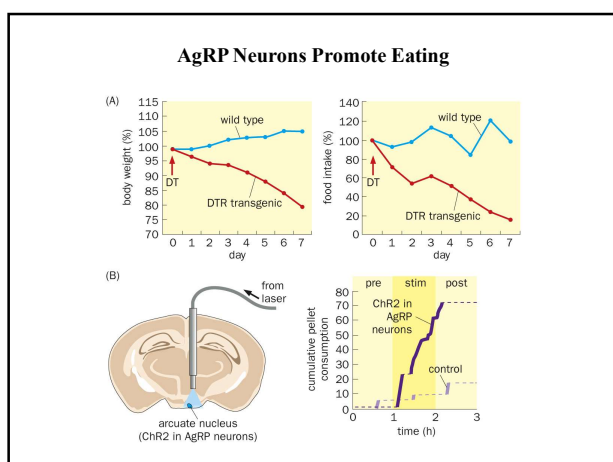 AgRP Neurons Promote Eating
(A)
body weight (%)
115
110
105
100
95
90
85
80
75
70
wild type
DT
DTR transgenic
0 1 2 3 4 5 6 7
day
food intake (%)
140
120
100
80
60
40
20
0
wild type
DT
DTR transgenic
0 1 2 3 4 5 6 7
day
(B)
from
laser
arcuate nucleus
(ChR2 in AgRP neurons)
cumulative pellet
consumption
80
70
60
50
40
30
20
10
0
pre stim post
ChR2 in
AgRP
neurons
control
0 1 2 3
time (h)